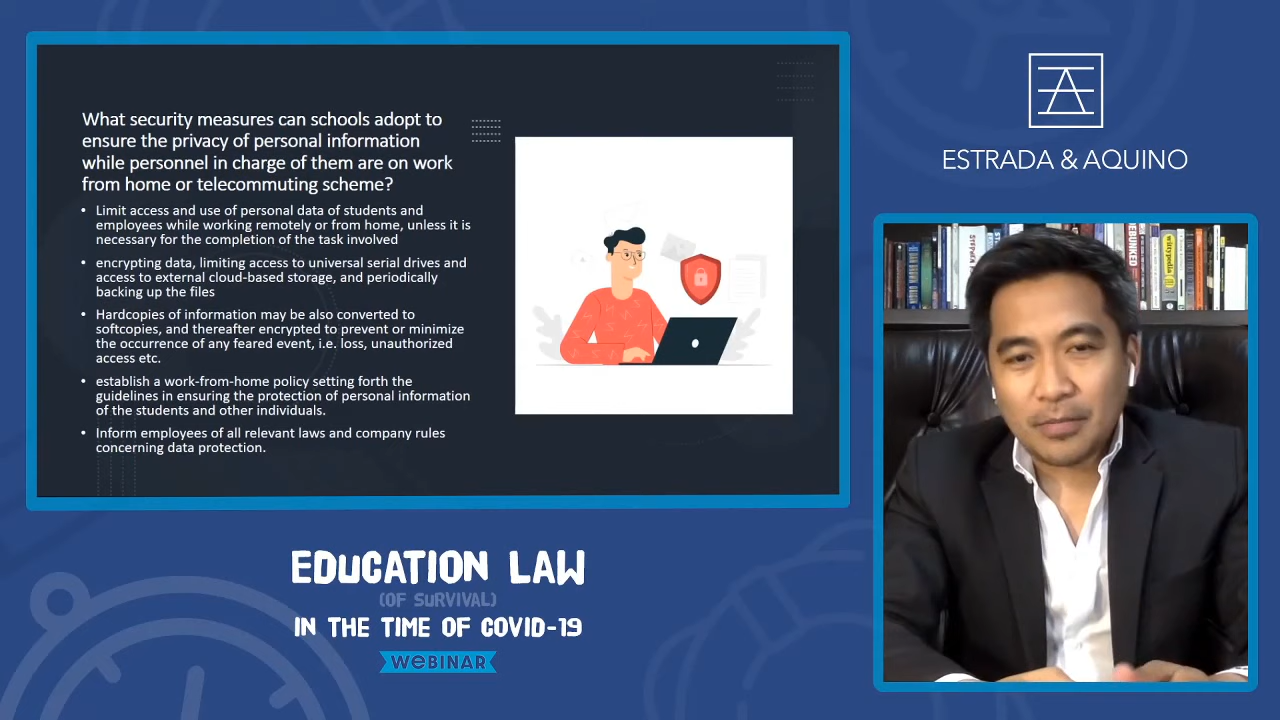 What security measures can schools adopt to
ensure the privacy of personal information
while personnel in charge of them are on work
from home or telecommuting scheme?
• Limit access and use of personal data of students and
employees while working remotely or from home, unless it is
necessary for the completion of the task involved
• encrypting data, limiting access to universal serial drives and
access to external cloud-based storage, and periodically
backing up the files
• Hardcopies of information may be also converted to
softcopies, and thereafter encrypted to prevent or minimize
the occurrence of any feared event, i.e. loss, unauthorized
access etc.
• establish a work-from-home policy setting forth the
guidelines in ensuring the protection of personal information
of the students and other individuals.
• Inform employees of all relevant laws and company rules
concerning data protection.
ESTRADA & AQUINO
EDUCATION LAW
(OF SURVIVAL)
IN THE TIME OF COVID-19
WEBINAR